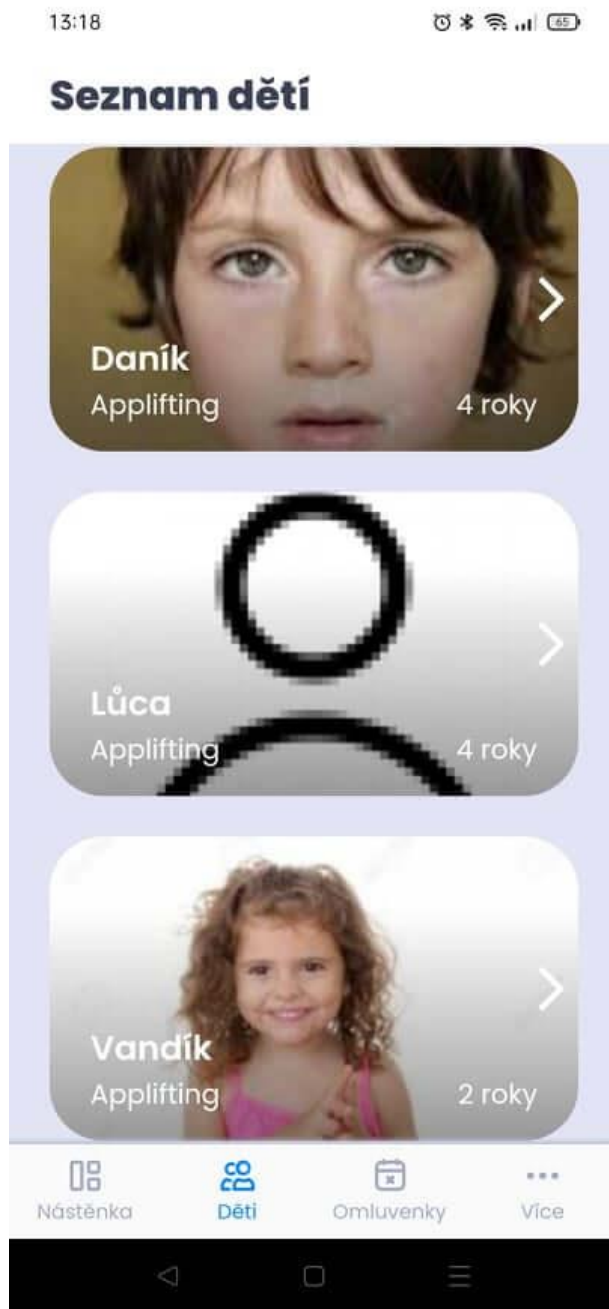 13:18
65
Seznam dětí
Daník
Applifting
4 roky
Lůca
Applifting
4 roky
Vandík
Applifting
2 roky
Nástěnka
Děti
Omluvenky
Více